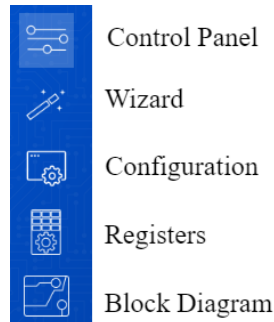 Control Panel
Wizard
Configuration
Registers
Block Diagram